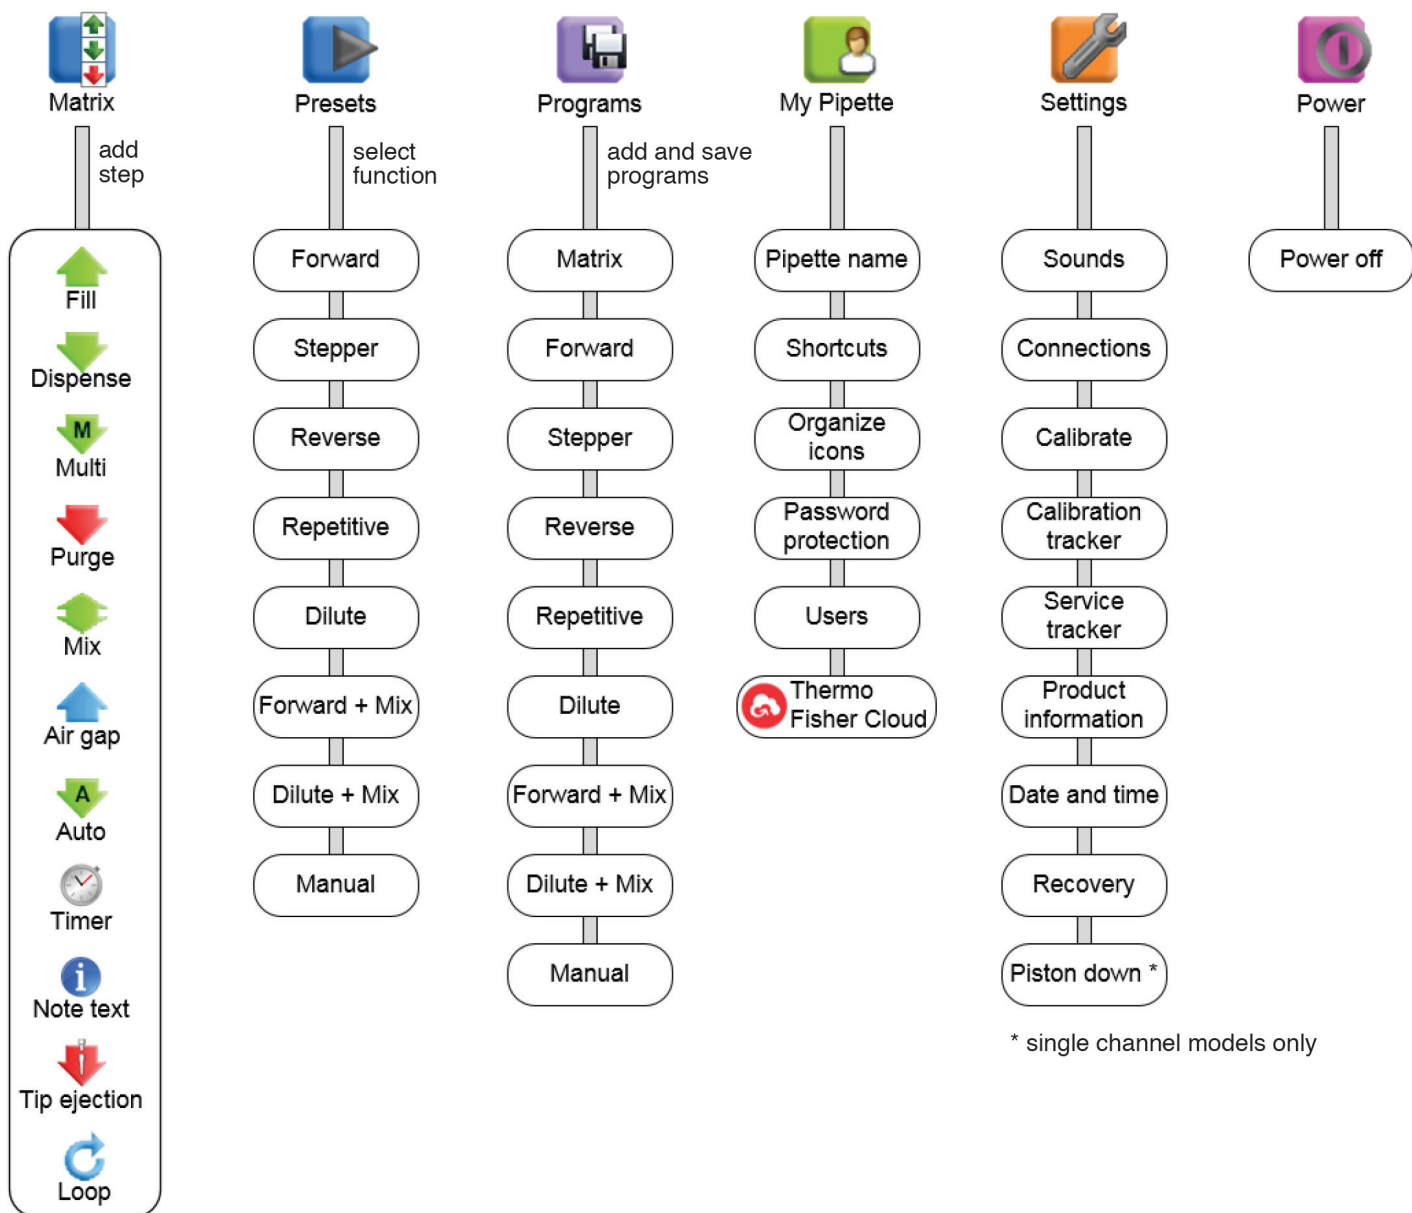 Matrix
add
step
Fill
Dispense
M
Multi
Purge
Mix
Air gap
A
Auto
Timer
i
Note text
Tip ejection
Loop
Presets
select
function
Forward
Stepper
Reverse
Repetitive
Dilute
Forward + Mix
Dilute + Mix
Manual
Programs
add and save
programs
Matrix
Forward
Stepper
Reverse
Repetitive
Dilute
Forward + Mix
Dilute + Mix
Manual
My Pipette
Pipette name
Shortcuts
Organize
icons
Password
protection
Users
Thermo
Fisher Cloud
Settings
Sounds
Connections
Calibrate
Calibration
tracker
Service
tracker
Product
information
Date and time
Recovery
Piston down *
* single channel models only
Power
Power off